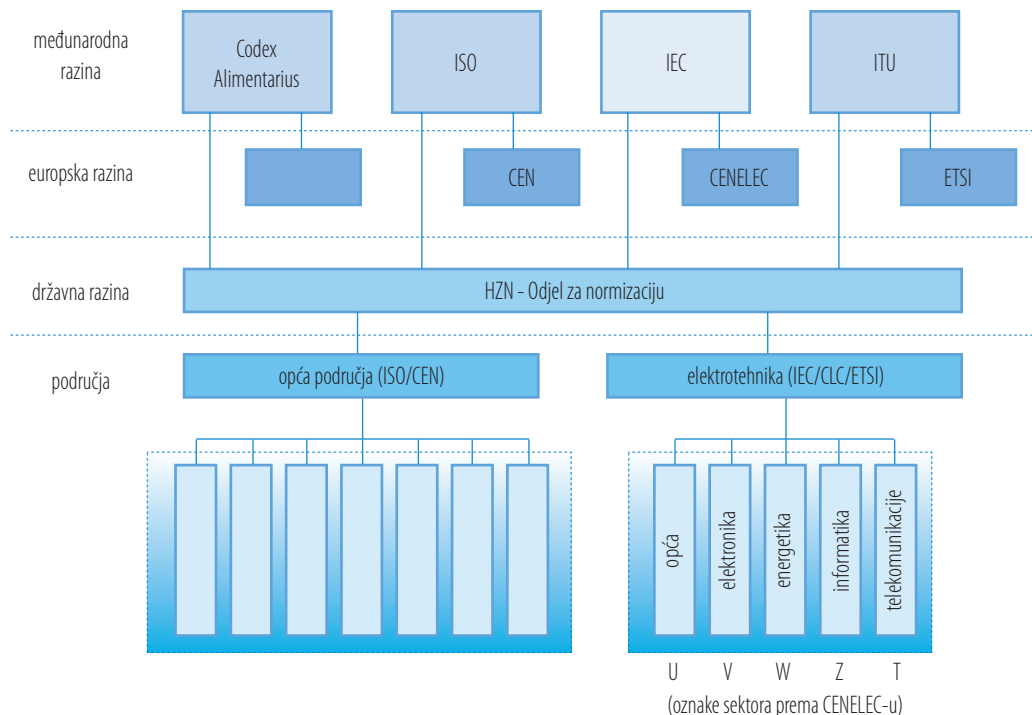 međunarodna
razina
Codex
Alimentarius
ISO
IEC
ITU
europska razina
CEN
CENELEC
ETSI
državna razina
HZN - Odjel za normizaciju
područja
opća područja (ISO/CEN)
elektrotehnika (IEC/CLC/ETSI)
opća
elektronika
energetika
informatika
telekomunikacije
U V W Z T
(oznake sektora prema CENELEC-u)